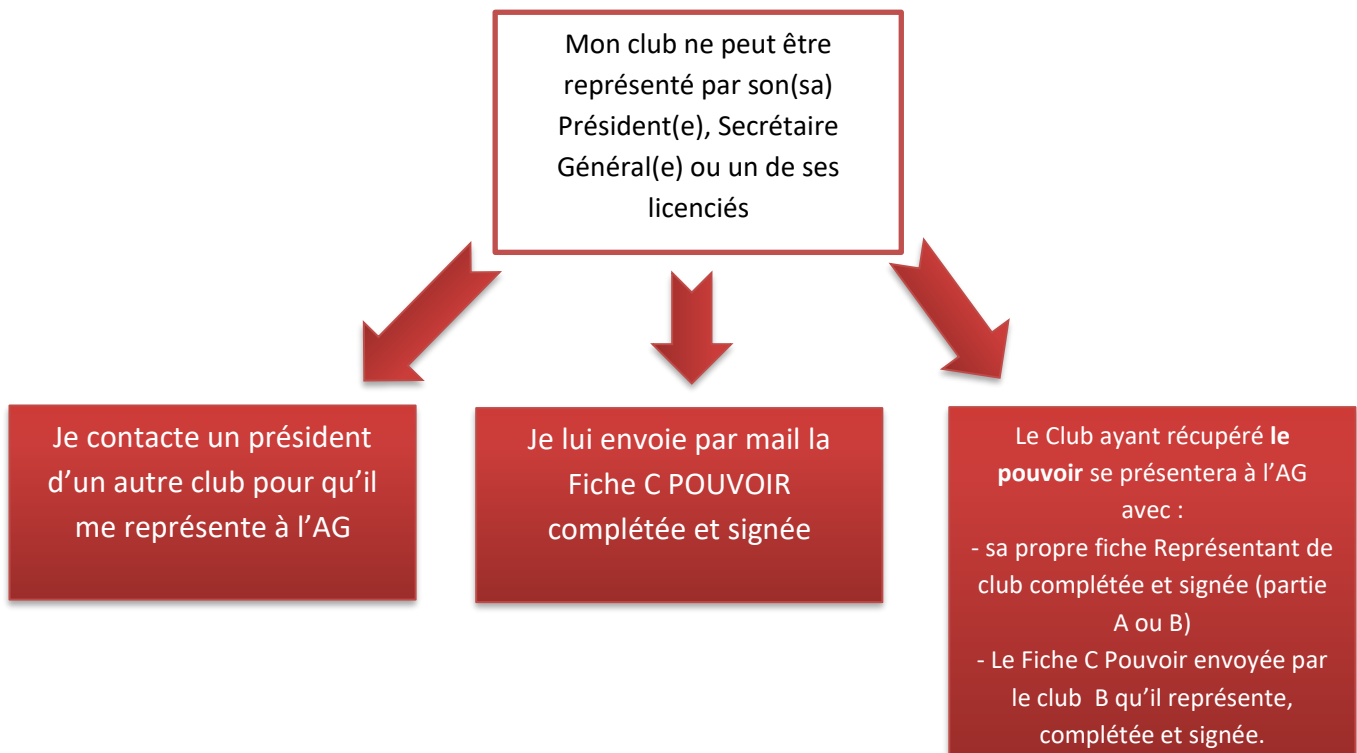 Mon club ne peut être
représenté par son(sa)
Président(e), Secrétaire
Général(e) ou un de ses
licenciés
Je contacte un président
d’un autre club pour qu’il
me représente à l’AG
Je lui envoie par mail la
Fiche C POUVOIR
complétée et signée
Le Club ayant récupéré le
pouvoir se présentera à l’AG
avec :
- sa propre fiche Représentant de
club complétée et signée (partie
A ou B)
- Le Fiche C Pouvoir envoyée par
le club B qu’il représente,
complétée et signée.